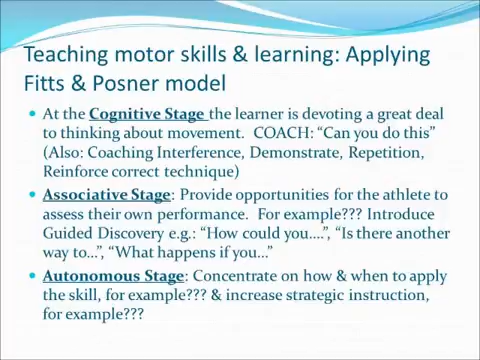 Teaching motor skills & learning: Applying
Fitts & Posner model
At the Cognitive Stage the learner is devoting a great deal
to thinking about movement. COACH: “Can you do this”
(Also: Coaching Interference, Demonstrate, Repetition,
Reinforce correct technique)
Associative Stage: Provide opportunities for the athlete to
assess their own performance. For example??? Introduce
Guided Discovery e.g.: “How could you....”, “Is there another
way to...”, “What happens if you...”
Autonomous Stage: Concentrate on how & when to apply
the skill, for example??? & increase strategic instruction,
for example???